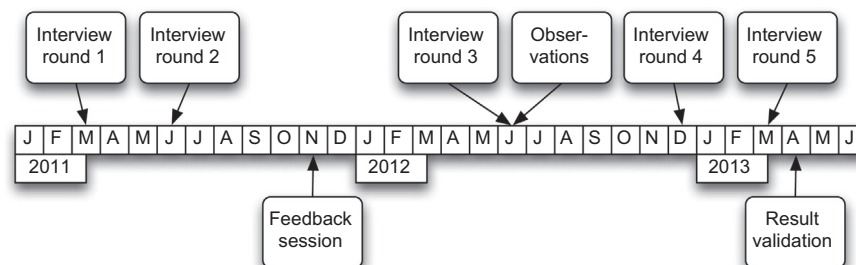 Interview
round 1
Interview
round 2
Interview
round 3
Obser-
vations
Interview
round 4
Interview
round 5
J F M A M J J A S O N D J F M A M J J A S O N D J F M A M J
2011
2012
2013
Feedback
session
Result
validation